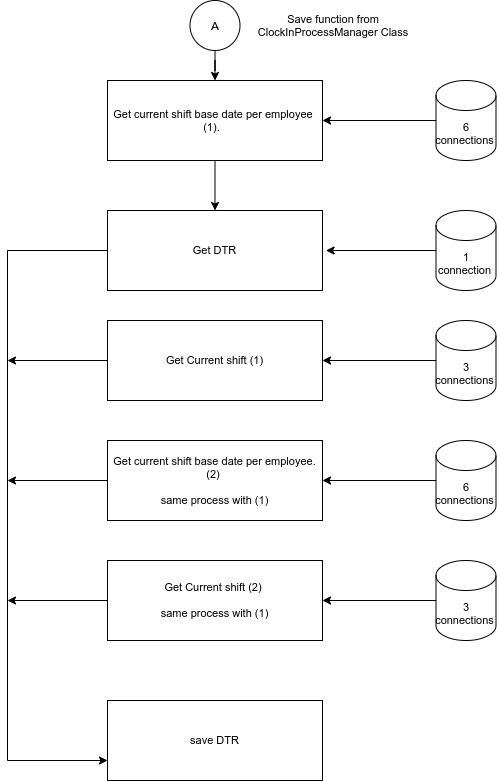 A
Save function from
ClockInProcessManager Class
Get current shift base date per employee
(1).
6
connections
Get DTR
1
connection
Get Current shift (1)
3
connections
Get current shift base date per employee.
(2)
same process with (1)
6
connections
Get Current shift (2)
same process with (1)
3
connections
save DTR